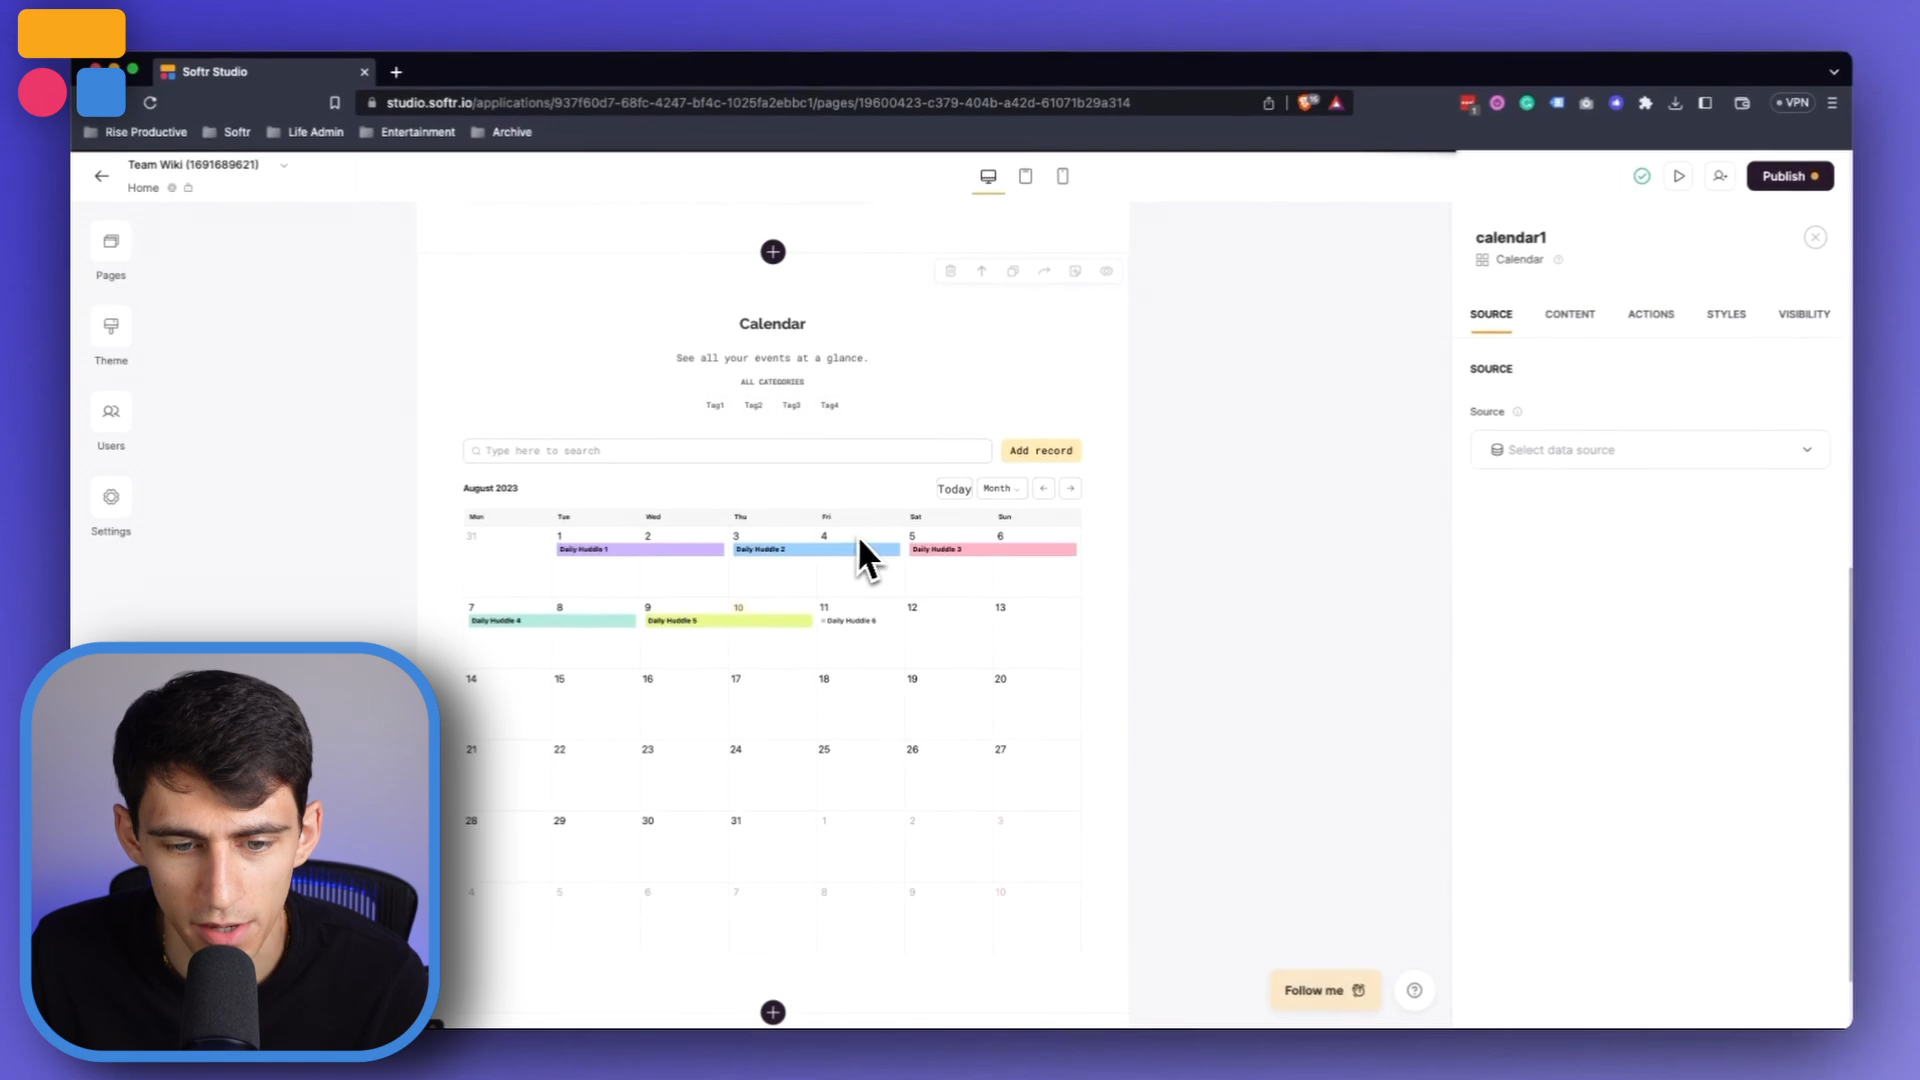 Softr Studio
studio.softr.io/applications/937f60d7-68fc-4247-bf4c-1025fa2ebbc1/pages/19600423-c379-404b-a42d-61071b29a314
VPN
Rise Productive Softr Life Admin Entertainment Archive
Team Wiki (1691689621)
Home
Publish
Pages
Theme
Users
Settings
Calendar
See all your events at a glance.
ALL CATEGORIES
Tag1 Tag2 Tag3 Tag4
Type here to search
Add record
August 2023
Today Month
Mon Tue Wed Thu Fri Sat Sun
31 1 2 3 4 5 6
Daily Huddle 1 Daily Huddle 2 Daily Huddle 3
7 8 9 10 11 12 13
Daily Huddle 4 Daily Huddle 5 Daily Huddle 6
14 15 16 17 18 19 20
21 22 23 24 25 26 27
28 29 30 31 1 2 3
4 5 6 7 8 9 10
Follow me
calendar1
Calendar
SOURCE CONTENT ACTIONS STYLES VISIBILITY
SOURCE
Source
Select data source